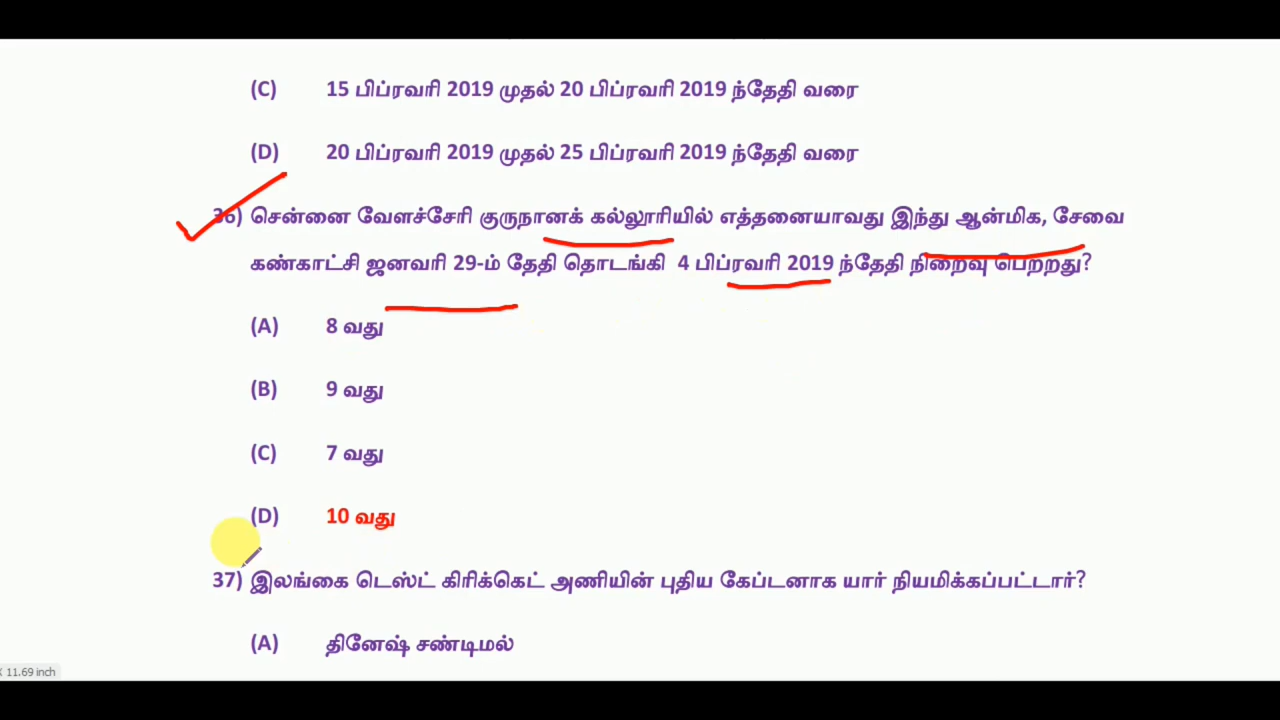 (C) 15 பிப்ரவரி 2019 முதல் 20 பிப்ரவரி 2019 ந்தேதி வரை
(D) 20 பிப்ரவரி 2019 முதல் 25 பிப்ரவரி 2019 ந்தேதி வரை
36) சென்னை வேளச்சேரி குருநானக் கல்லூரியில் எத்தனையாவது இந்து ஆன்மிக, சேவை
கண்காட்சி ஜனவரி 29-ம் தேதி தொடங்கி 4 பிப்ரவரி 2019 ந்தேதி நிறைவு பெற்றது?
(A) 8 வது
(B) 9 வது
(C) 7 வது
(D) 10 வது
37) இலங்கை டெஸ்ட் கிரிக்கெட் அணியின் புதிய கேப்டனாக யார் நியமிக்கப்பட்டார்?
(A) தினேஷ் சண்டிமல்
X 11.69 inch